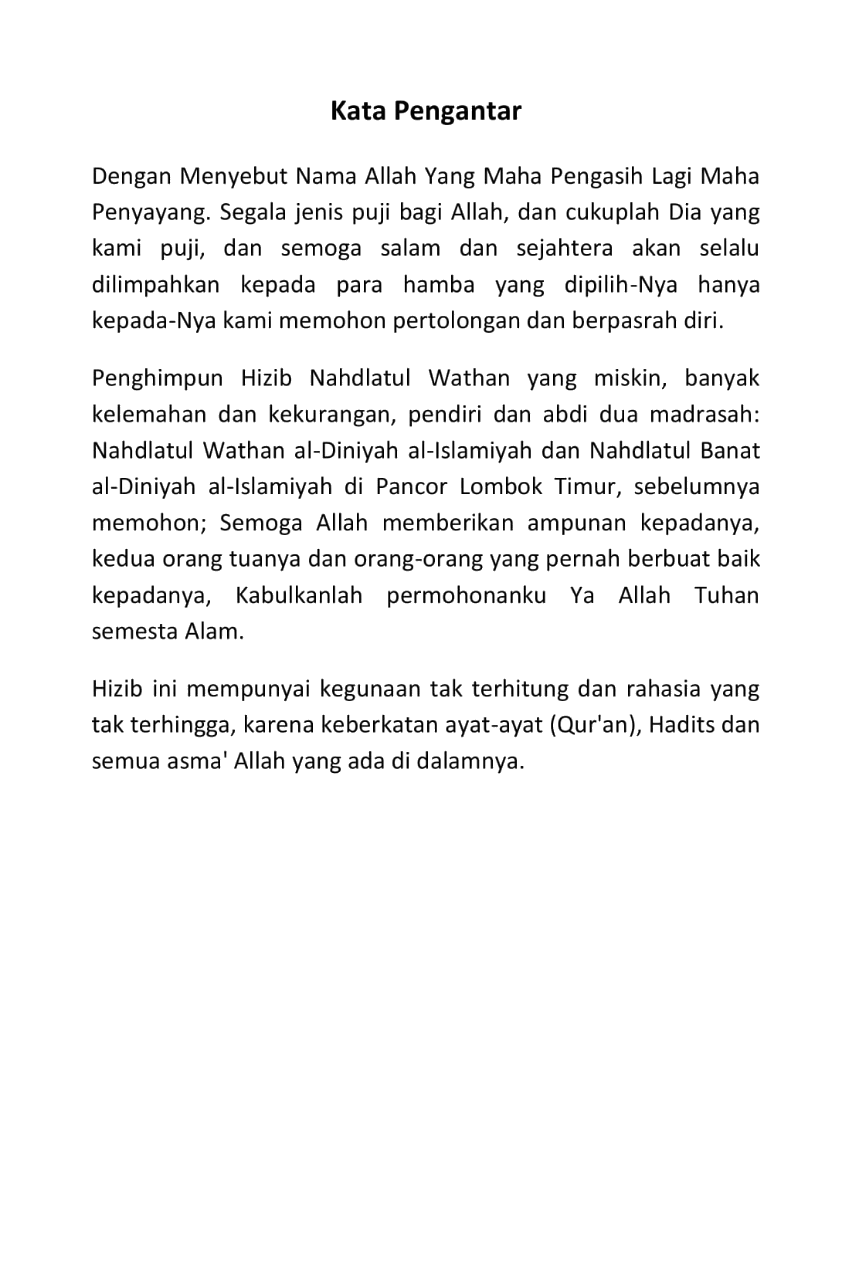 Kata Pengantar
Dengan Menyebut Nama Allah Yang Maha Pengasih Lagi Maha
Penyayang. Segala jenis puji bagi Allah, dan cukuplah Dia yang
kami puji, dan semoga salam dan sejahtera akan selalu
dilimpahkan kepada para hamba yang dipilih-Nya hanya
kepada-Nya kami memohon pertolongan dan berpasrah diri.
Penghimpun Hizib Nahdlatul Wathan yang miskin, banyak
kelemahan dan kekurangan, pendiri dan abdi dua madrasah:
Nahdlatul Wathan al-Diniyah al-Islamiyah dan Nahdlatul Banat
al-Diniyah al-Islamiyah di Pancor Lombok Timur, sebelumnya
memohon; Semoga Allah memberikan ampunan kepadanya,
kedua orang tuanya dan orang-orang yang pernah berbuat baik
kepadanya, Kabulkanlah permohonanku Ya Allah Tuhan
semesta Alam.
Hizib ini mempunyai kegunaan tak terhitung dan rahasia yang
tak terhingga, karena keberkatan ayat-ayat (Qur'an), Hadits dan
semua asma' Allah yang ada di dalamnya.